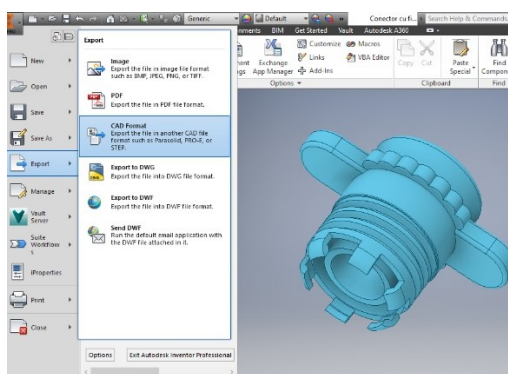 Generic
Default
Conector cu fi...
Search Help & Commands
nments BIM Get Started Vault Autodesk A360
Export
New
Open
Save
Save As
Export
Manage
Vault
Server
Suite
Workflow
s
iProperties
Print
Close
Image
Export the file in image file format
such as BMP, JPEG, PNG, or TIFF.
PDF
Export the file in PDF file format.
CAD Format
Export the file in another CAD file
format such as Parasolid, PRO-E, or
STEP.
Export to DWG
Export the file into DWG file format.
Export to DWF
Export the file into DWF file format.
Send DWF
Run the default email application with
the DWF file attached in it.
Options
Exit Autodesk Inventor Professional
ment
ngs
Exchange
App Manager
Customize
Links
Add-Ins
Macros
VBA Editor
Options
Copy
Cut
Paste
Special
Clipboard
Find
Compon
Find